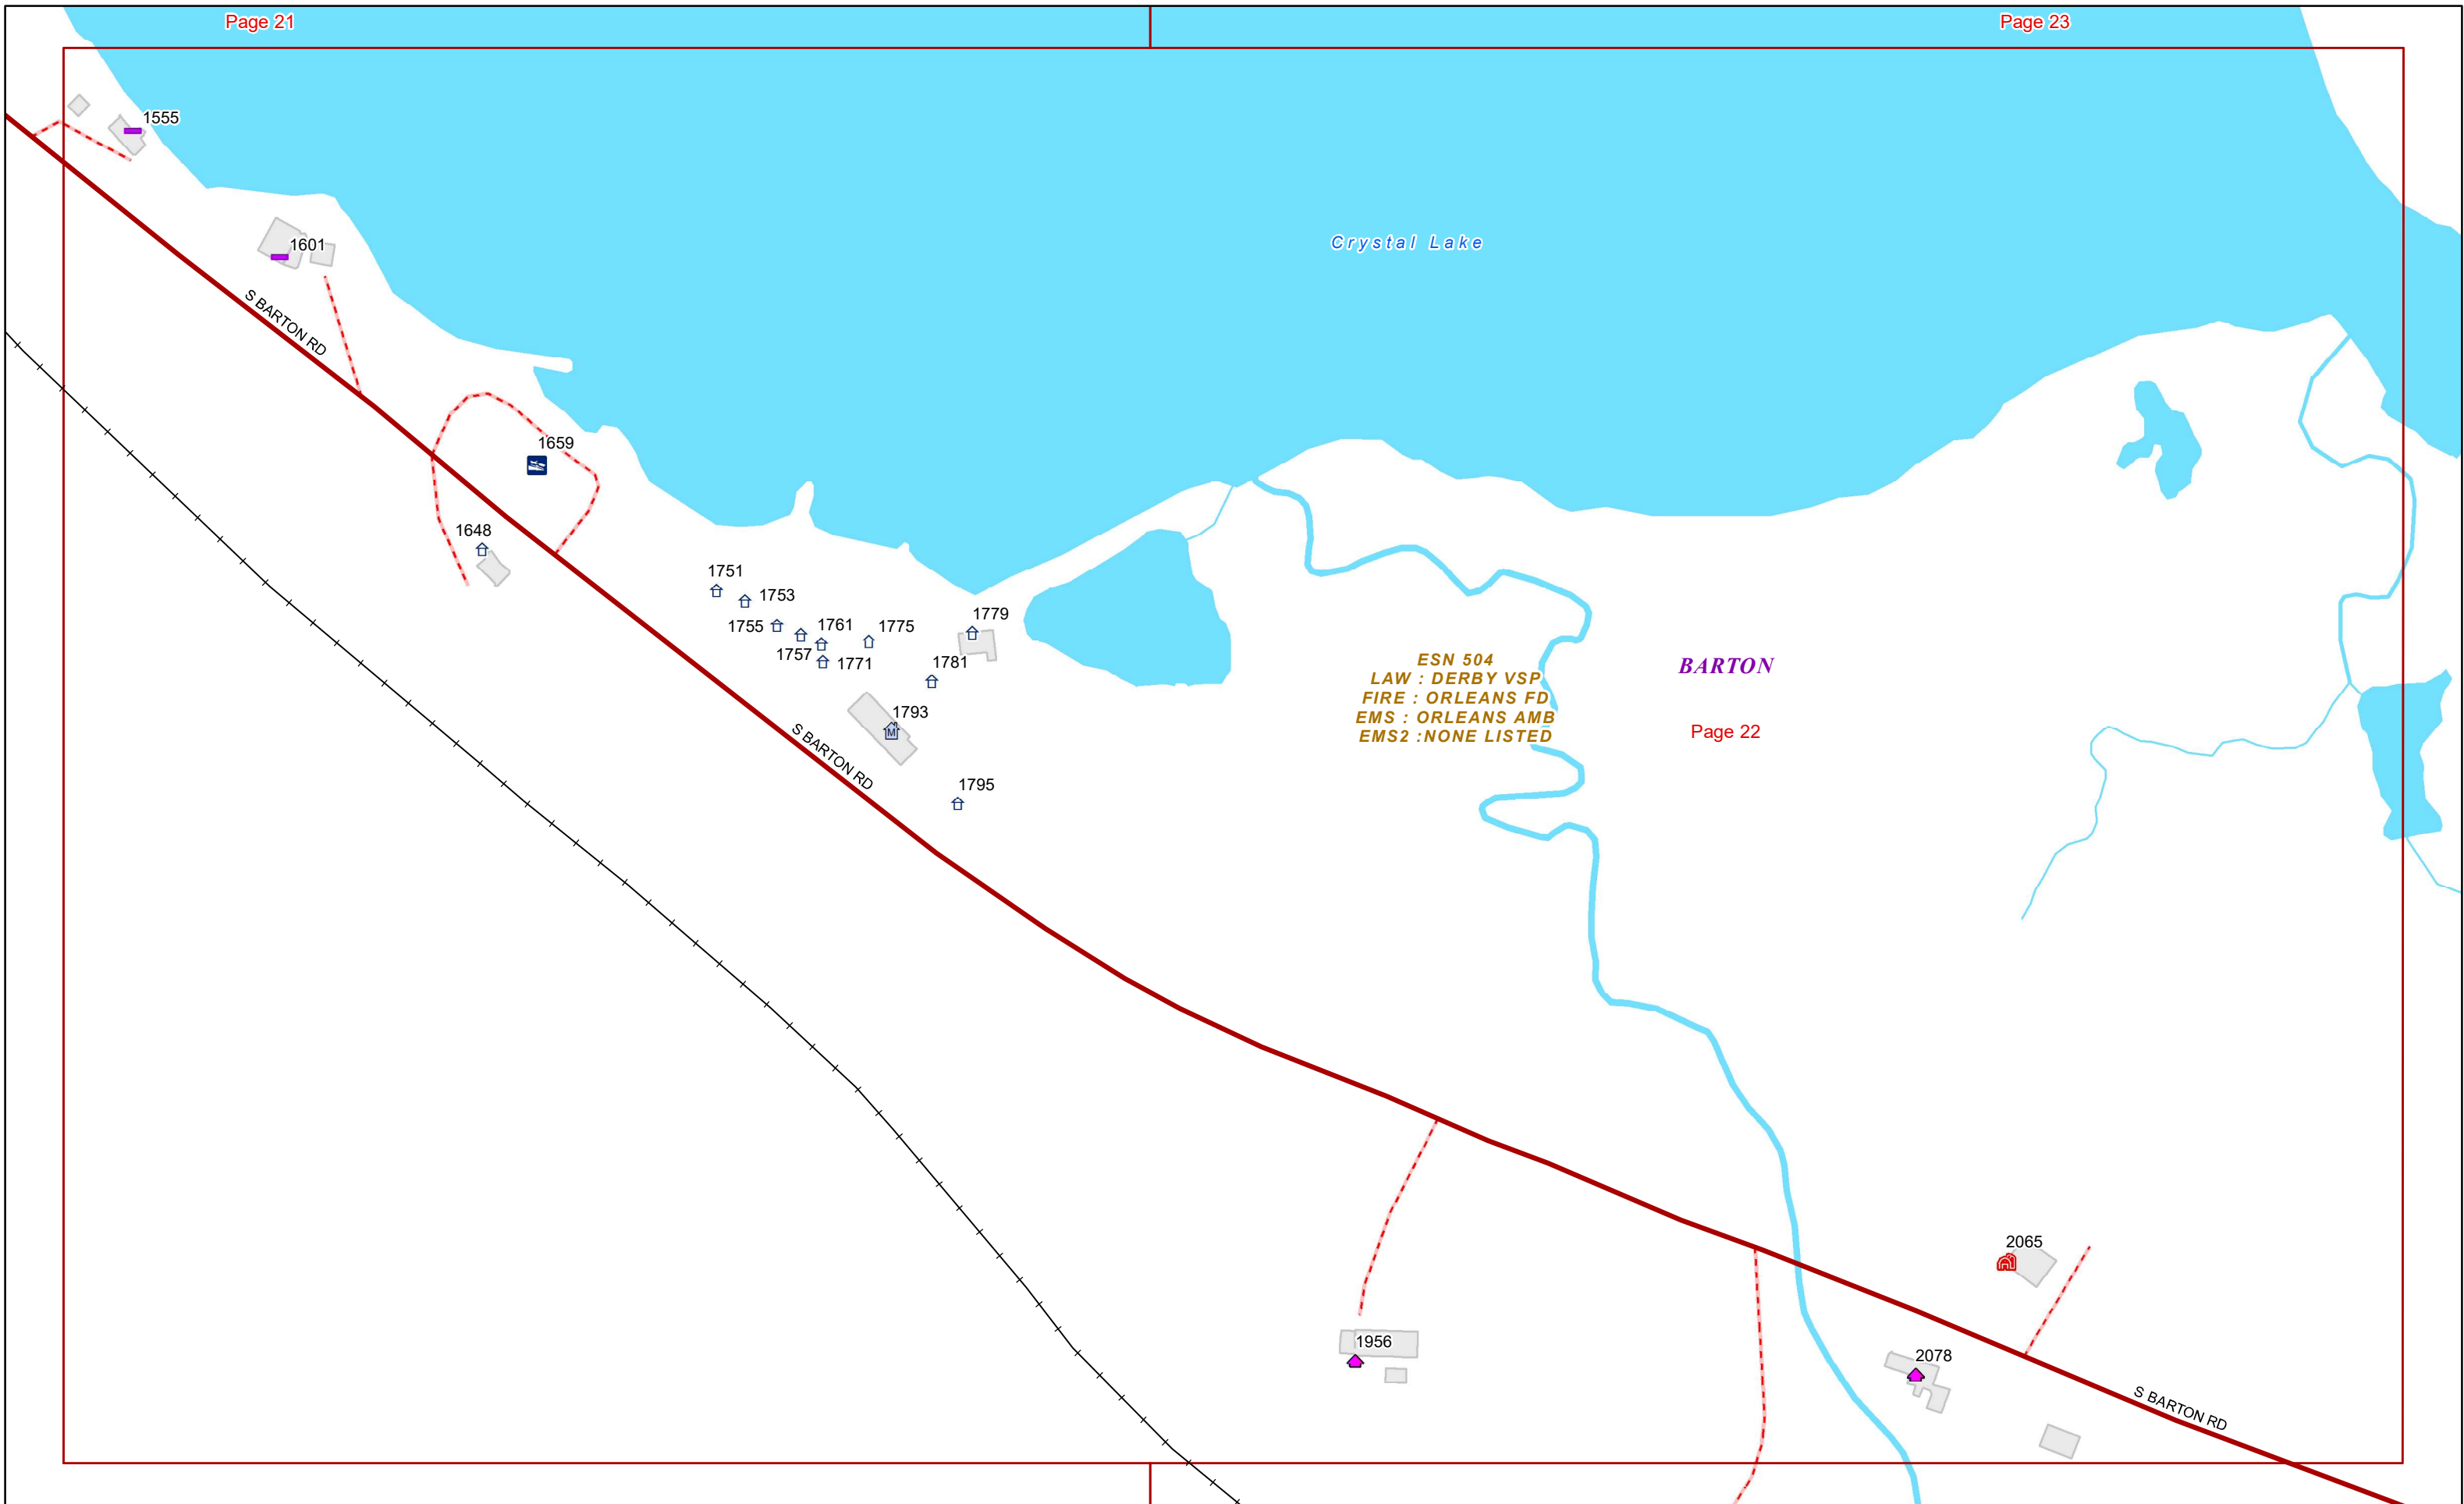 Page 21
Page 23
1555
Crystal Lake
1601
S BARTON RD
1659
1648
1751
1753
1755
1761
1775
1779
1757
1771
1781
ESN 504
LAW : DERBY VSP
FIRE : ORLEANS FD
EMS : ORLEANS AMB
EMS2 :NONE LISTED
BARTON
Page 22
1793
M
S BARTON RD
1795
2065
1956
2078
S BARTON RD